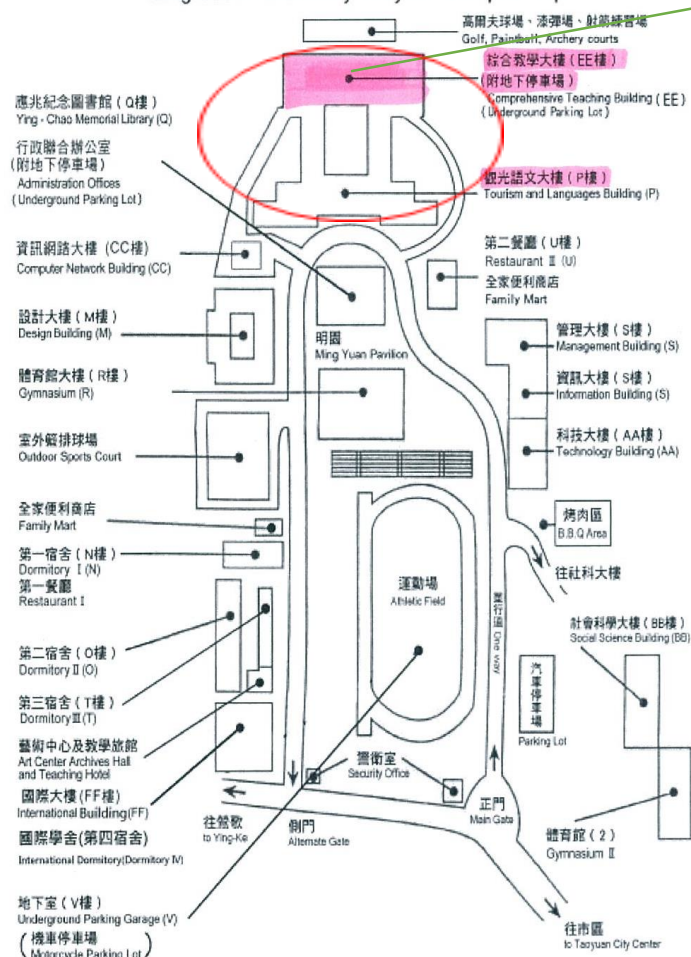 高爾夫球場、漆彈場、射箭練習場
Golf, Paintball, Archery courts
綜合教學大樓(EE樓)
(附地下停車場)
Comprehensive Teaching Building (EE)
(Underground Parking Lot)
應兆紀念圖書館(Q樓)
Ying - Chao Memorial Library (Q)
行政聯合辦公室
(附地下停車場)
Administration Offices
(Underground Parking Lot)
觀光語文大樓(P樓)
Tourism and Languages Building (P)
資訊網路大樓(CC樓)
Computer Network Building (CC)
第二餐廳(U樓)
Restaurant II (U)
全家便利商店
Family Mart
設計大樓(M樓)
Design Building (M)
明園
Ming Yuan Pavilion
管理大樓(S樓)
Management Building (S)
體育館大樓(R樓)
Gymnasium (R)
資訊大樓(S樓)
Information Building (S)
室外籃排球場
Outdoor Sports Court
科技大樓(AA樓)
Technology Building (AA)
全家便利商店
Family Mart
烤肉區
B.B.Q Area
第一宿舍(N樓)
Dormitory I (N)
第一餐廳
Restaurant I
往社科大樓
運動場
Athletic Field
單行道 One way
社會科學大樓(BB樓)
Social Science Building (BB)
第二宿舍(O樓)
Dormitory II (O)
第三宿舍(T樓)
Dormitory III (T)
汽車停車場
Parking Lot
藝術中心及教學旅館
Art Center Archives Hall
and Teaching Hotel
警衛室
Security Office
國際大樓(FF樓)
International Building (FF)
往鶯歌
to Ying-Ke
側門
Alternate Gate
正門
Main Gate
體育館(2)
Gymnasium II
國際學舍(第四宿舍)
International Dormitory(Dormitory IV)
地下室(V樓)
Underground Parking Garage (V)
(機車停車場
Motorcycle Parking Lot)
往市區
to Taoyuan City Center